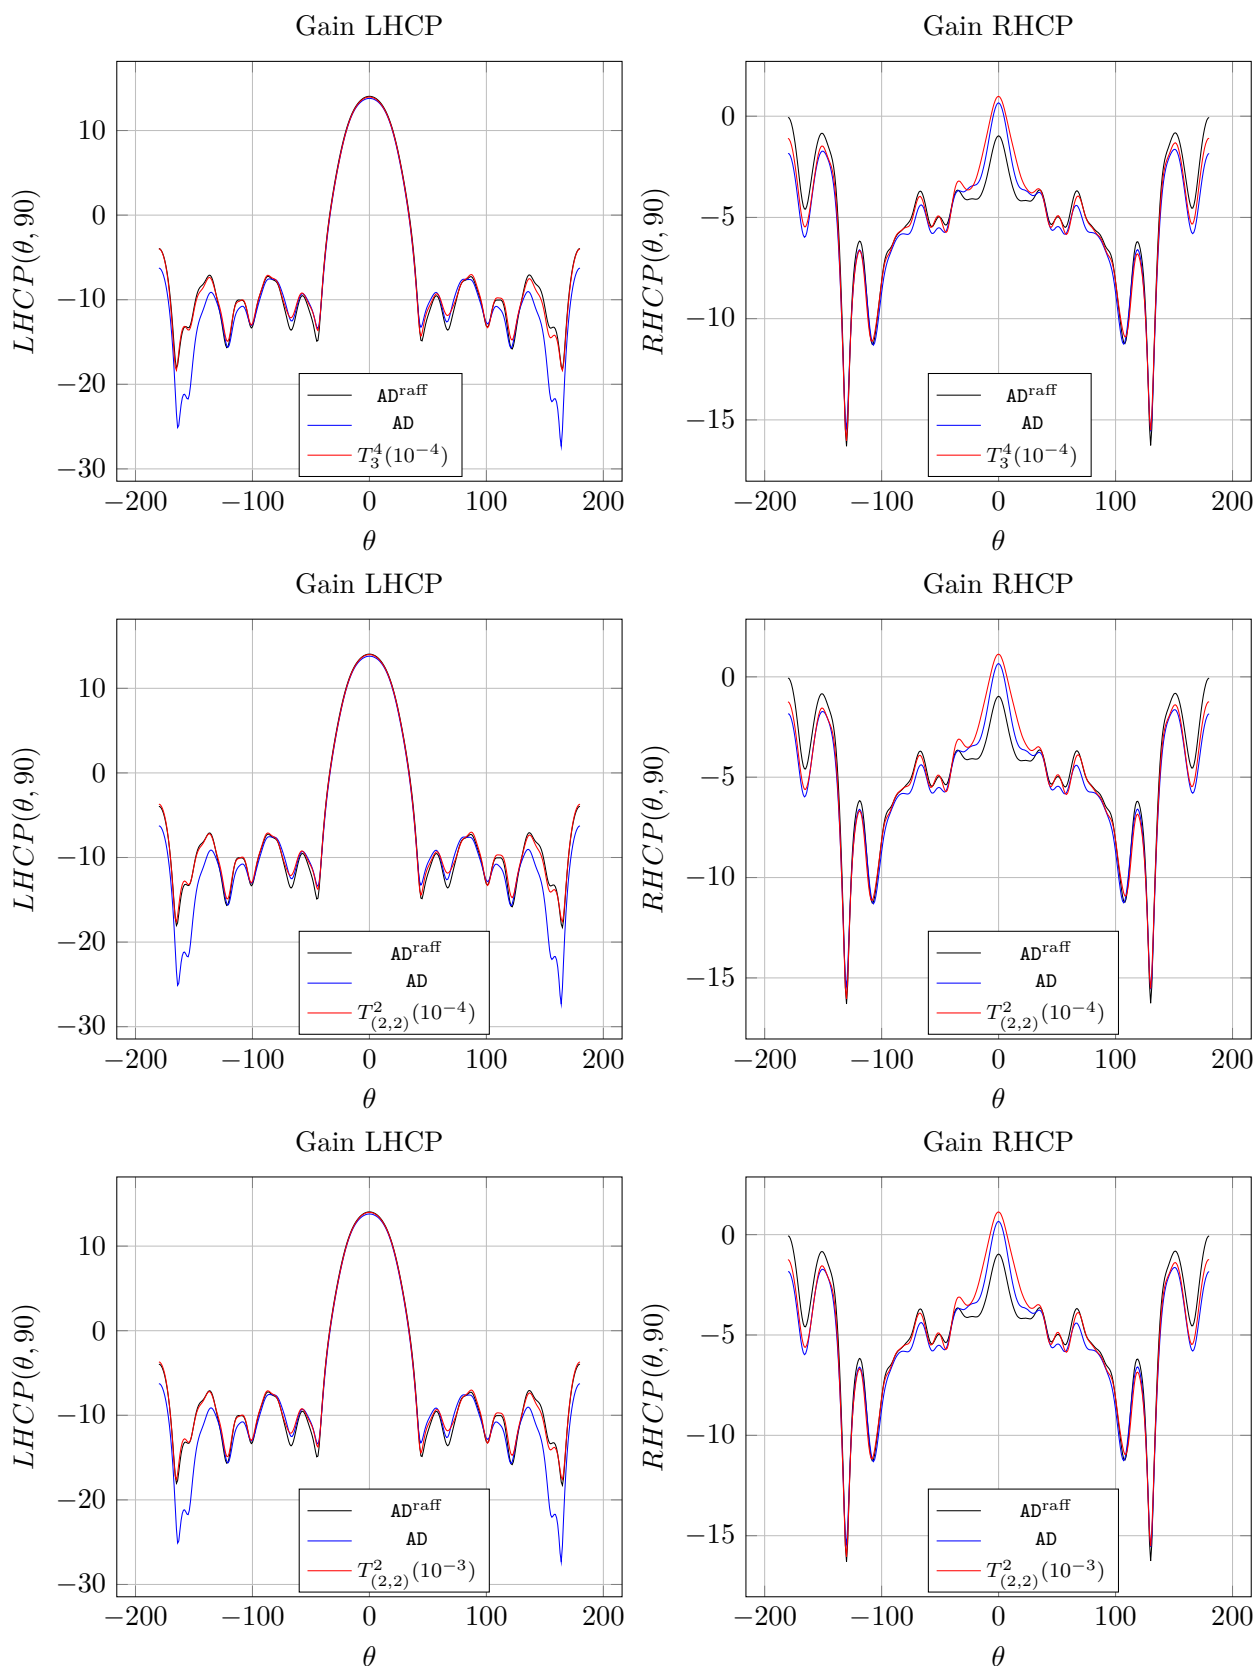 Gain LHCP
Gain RHCP
10
0
−10
−20
−30
LHCP(θ, 90)
AD^raff
AD
T_3^4(10^−4)
−200 −100 0 100 200
θ
0
−5
−10
−15
RHCP(θ, 90)
AD^raff
AD
T_3^4(10^−4)
−200 −100 0 100 200
θ
Gain LHCP
Gain RHCP
10
0
−10
−20
−30
LHCP(θ, 90)
AD^raff
AD
T_(2,2)^2(10^−4)
−200 −100 0 100 200
θ
0
−5
−10
−15
RHCP(θ, 90)
AD^raff
AD
T_(2,2)^2(10^−4)
−200 −100 0 100 200
θ
Gain LHCP
Gain RHCP
10
0
−10
−20
−30
LHCP(θ, 90)
AD^raff
AD
T_(2,2)^2(10^−3)
−200 −100 0 100 200
θ
0
−5
−10
−15
RHCP(θ, 90)
AD^raff
AD
T_(2,2)^2(10^−3)
−200 −100 0 100 200
θ